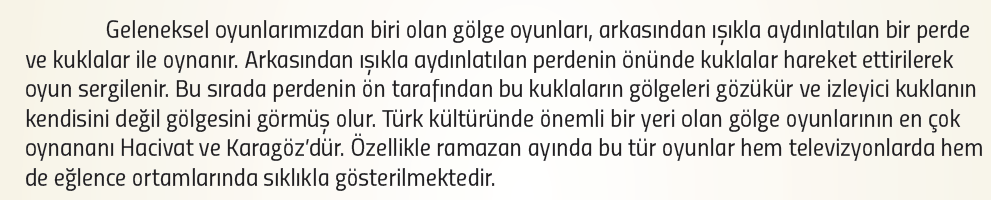 Geleneksel oyunlarımızdan biri olan gölge oyunları, arkasından ışıkla aydınlatılan bir perde
ve kuklalar ile oynanır. Arkasından ışıkla aydınlatılan perdenin önünde kuklalar hareket ettirilerek
oyun sergilenir. Bu sırada perdenin ön tarafından bu kuklaların gölgeleri gözükür ve izleyici kuklanın
kendisini değil gölgesini görmüş olur. Türk kültüründe önemli bir yeri olan gölge oyunlarının en çok
oynananı Hacivat ve Karagöz’dür. Özellikle ramazan ayında bu tür oyunlar hem televizyonlarda hem
de eğlence ortamlarında sıklıkla gösterilmektedir.